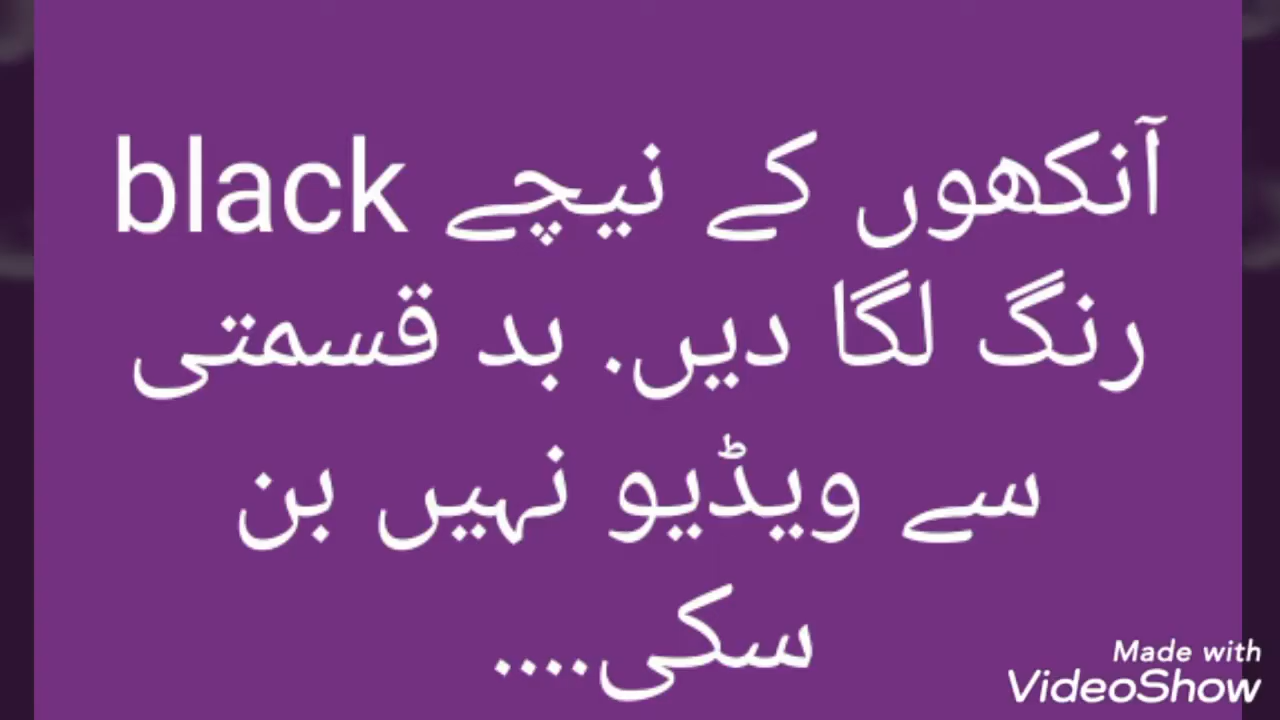 آنکھوں کے نیچے black
رنگ لگا دیں. بد قسمتی
سے ویڈیو نہیں بن
سکی....
Made with
VideoShow